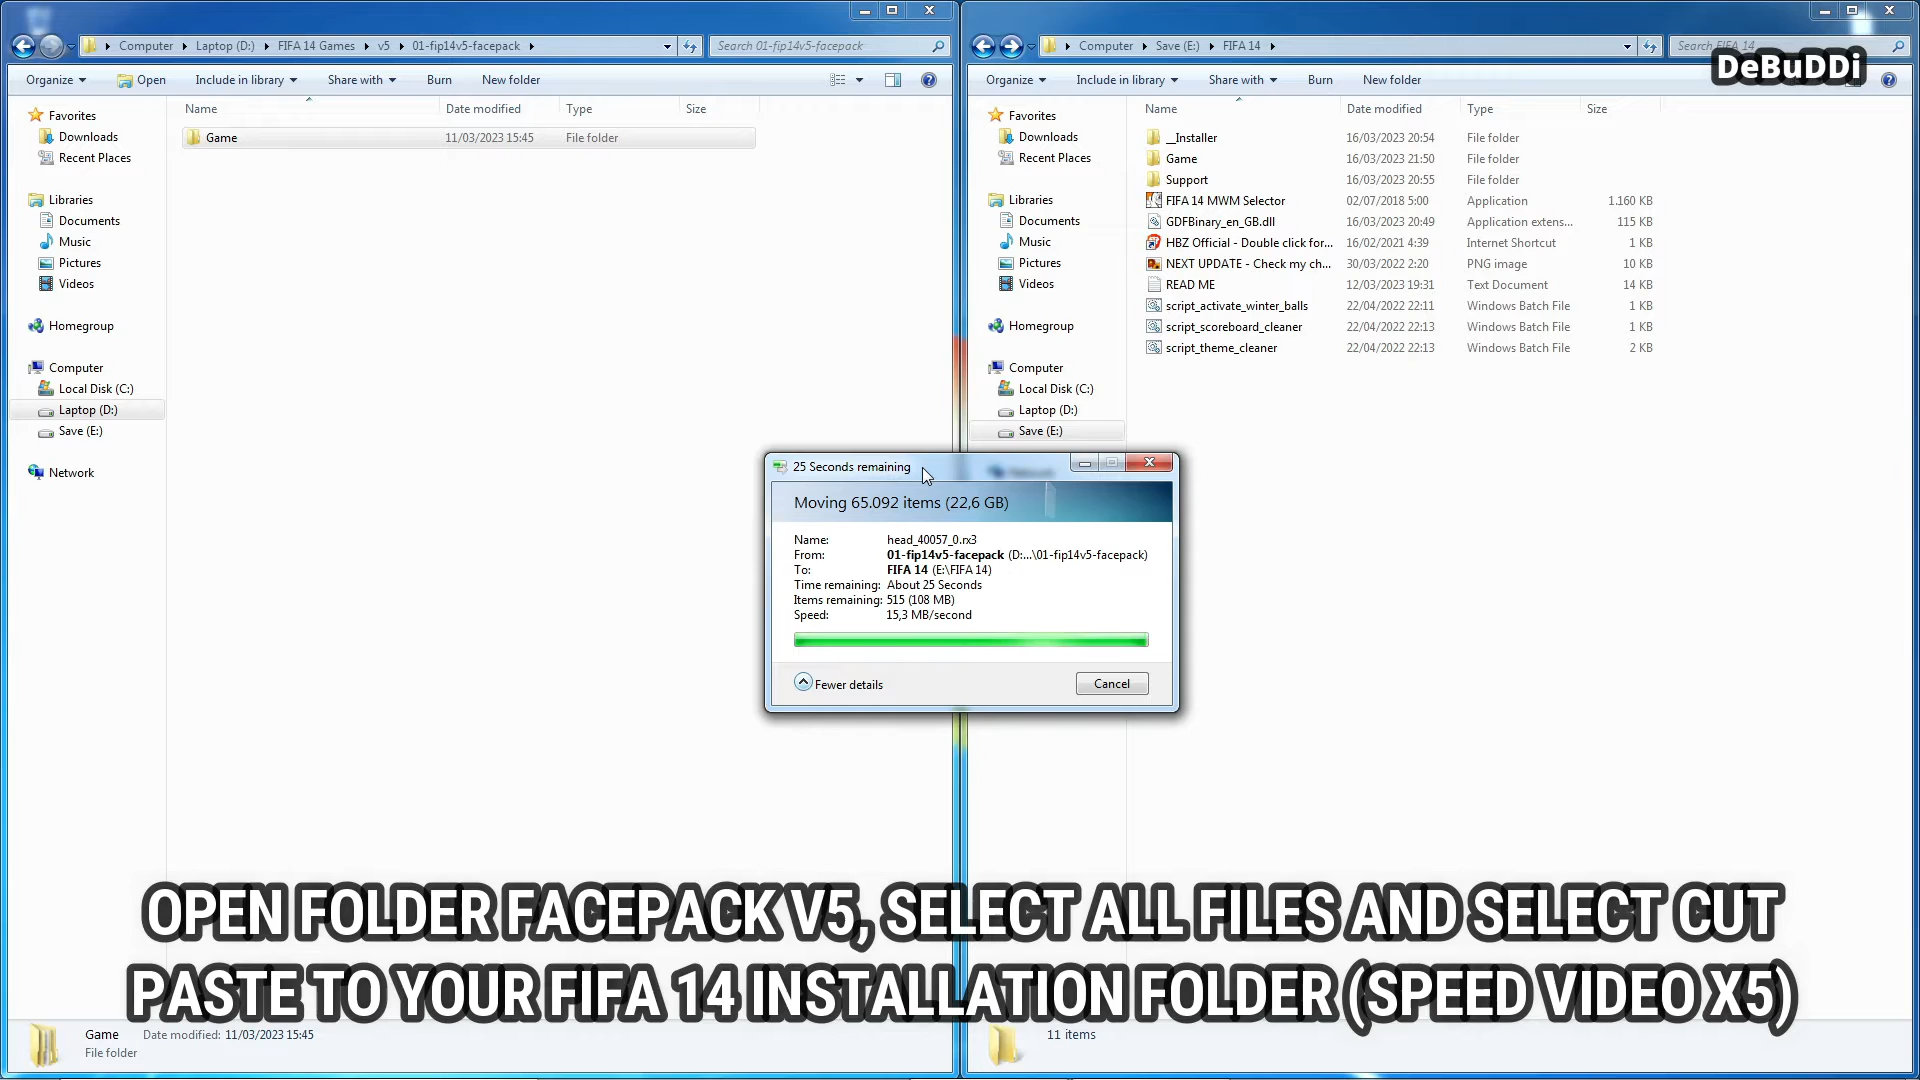 Computer Laptop (D:) FIFA 14 Games v5 01-fip14v5-facepack
Search 01-fip14v5-facepack
Organize Open Include in library Share with Burn New folder
Name Date modified Type Size
Game 11/03/2023 15:45 File folder
Favorites
Downloads
Recent Places
Libraries
Documents
Music
Pictures
Videos
Homegroup
Computer
Local Disk (C:)
Laptop (D:)
Save (E:)
Network
Computer Save (E:) FIFA 14
Search FIFA 14
DeBuDDi
Organize Include in library Share with Burn New folder
Name Date modified Type Size
__Installer 16/03/2023 20:54 File folder
Game 16/03/2023 21:50 File folder
Support 16/03/2023 20:55 File folder
FIFA 14 MWM Selector 02/07/2018 5:00 Application 1.160 KB
GDFBinary_en_GB.dll 16/03/2023 20:49 Application extens... 115 KB
HBZ Official - Double click for... 16/02/2021 4:39 Internet Shortcut 1 KB
NEXT UPDATE - Check my ch... 30/03/2022 2:20 PNG image 10 KB
READ ME 12/03/2023 19:31 Text Document 14 KB
script_activate_winter_balls 22/04/2022 22:11 Windows Batch File 1 KB
script_scoreboard_cleaner 22/04/2022 22:13 Windows Batch File 1 KB
script_theme_cleaner 22/04/2022 22:13 Windows Batch File 2 KB
Favorites
Downloads
Recent Places
Libraries
Documents
Music
Pictures
Videos
Homegroup
Computer
Local Disk (C:)
Laptop (D:)
Save (E:)
25 Seconds remaining
Moving 65.092 items (22,6 GB)
Name: head_40057_0.rx3
From: 01-fip14v5-facepack (D:...\01-fip14v5-facepack)
To: FIFA 14 (E:\FIFA 14)
Time remaining: About 25 Seconds
Items remaining: 515 (108 MB)
Speed: 15,3 MB/second
Fewer details Cancel
OPEN FOLDER FACEPACK V5, SELECT ALL FILES AND SELECT CUT
PASTE TO YOUR FIFA 14 INSTALLATION FOLDER (SPEED VIDEO X5)
Game Date modified: 11/03/2023 15:45
File folder
11 items